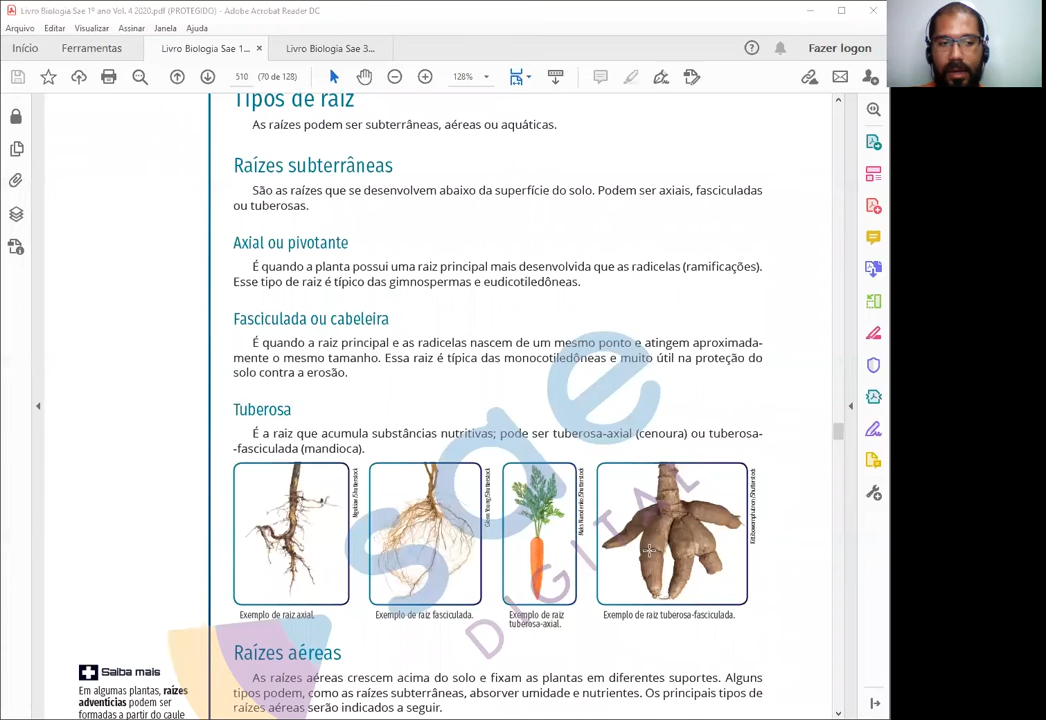 Livro Biologia Sae 1º ano Vol. 4 2020.pdf (PROTEGIDO) - Adobe Acrobat Reader DC
Arquivo Editar Visualizar Assinar Janela Ajuda
Início Ferramentas Livro Biologia Sae 1... × Livro Biologia Sae 3... Fazer logon
510 (70 de 128) 128%
Tipos de raiz
As raízes podem ser subterrâneas, aéreas ou aquáticas.
Raízes subterrâneas
São as raízes que se desenvolvem abaixo da superfície do solo. Podem ser axiais, fasciculadas
ou tuberosas.
Axial ou pivotante
É quando a planta possui uma raiz principal mais desenvolvida que as radicelas (ramificações).
Esse tipo de raiz é típico das gimnospermas e eudicotiledôneas.
Fasciculada ou cabeleira
É quando a raiz principal e as radicelas nascem de um mesmo ponto e atingem aproximada-
mente o mesmo tamanho. Essa raiz é típica das monocotiledôneas e muito útil na proteção do
solo contra a erosão.
Tuberosa
É a raiz que acumula substâncias nutritivas; pode ser tuberosa-axial (cenoura) ou tuberosa-
-fasciculada (mandioca).
sae
DIGITAL
Exemplo de raiz axial.
Exemplo de raiz fasciculada.
Exemplo de raiz
tuberosa-axial.
Exemplo de raiz tuberosa-fasciculada.
Raízes aéreas
As raízes aéreas crescem acima do solo e fixam as plantas em diferentes suportes. Alguns
tipos podem, como as raízes subterrâneas, absorver umidade e nutrientes. Os principais tipos de
raízes aéreas serão indicados a seguir.
Saiba mais
Em algumas plantas, raízes
adventícias podem ser
formadas a partir do caule